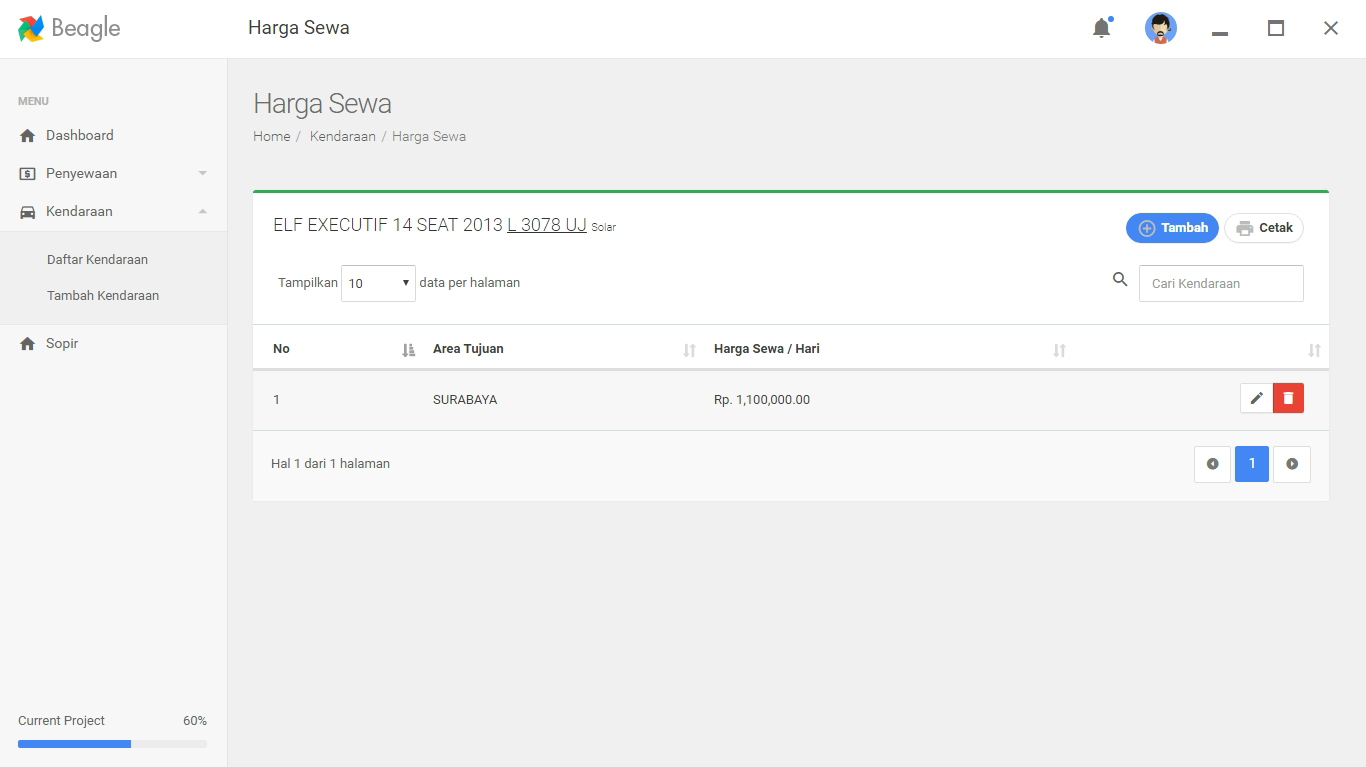 Beagle
Harga Sewa
MENU
Dashboard
Penyewaan
Kendaraan
Daftar Kendaraan
Tambah Kendaraan
Sopir
Current Project 60%
Harga Sewa
Home / Kendaraan / Harga Sewa
ELF EXECUTIF 14 SEAT 2013 L 3078 UJ Solar
Tambah Cetak
Tampilkan 10 data per halaman
Cari Kendaraan
No Area Tujuan Harga Sewa / Hari
1 SURABAYA Rp. 1,100,000.00
Hal 1 dari 1 halaman
1